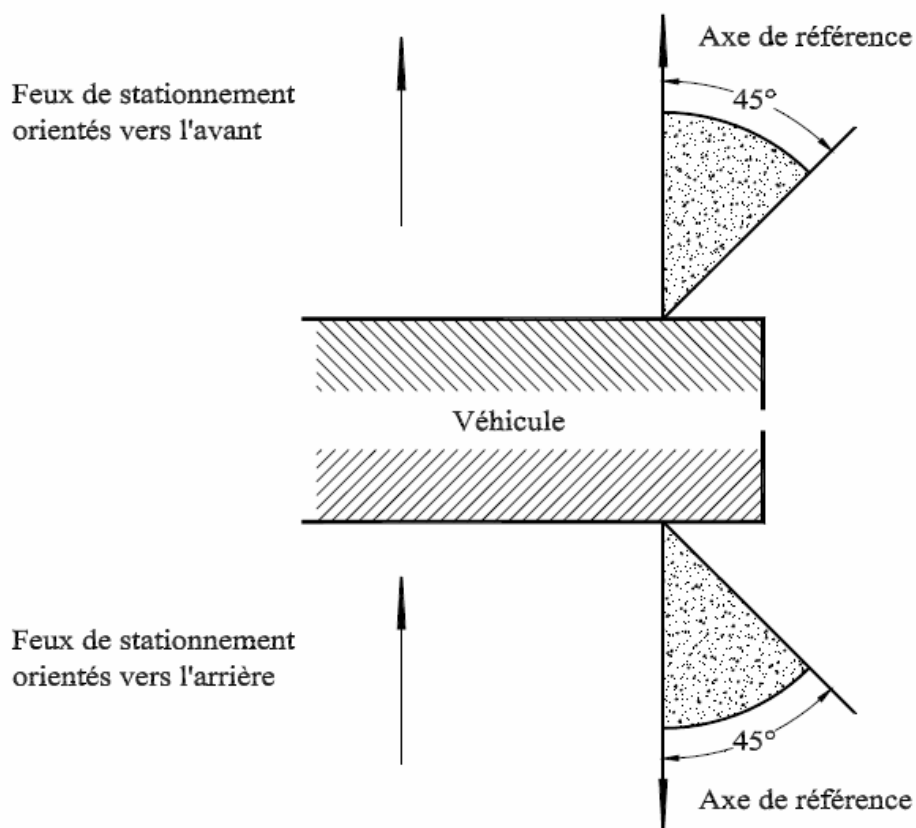 Axe de référence
Feux de stationnement
orientés vers l'avant
45°
Véhicule
Feux de stationnement
orientés vers l'arrière
45°
Axe de référence